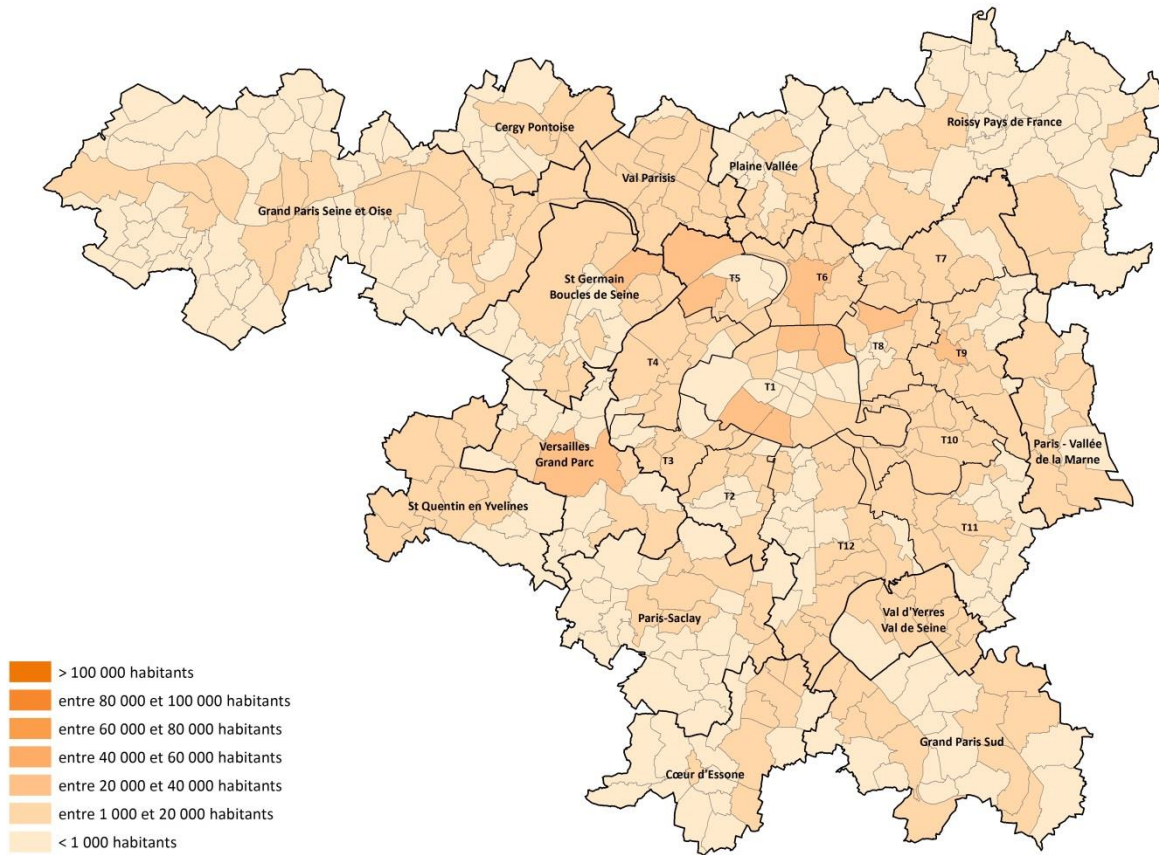 Cergy Pontoise
Roissy Pays de France
Val Parisis
Plaine Vallée
Grand Paris Seine et Oise
T7
St Germain
Boucles de Seine
T5
T6
T8
T9
T4
T1
Versailles
Grand Parc
T3
T10
Paris - Vallée
de la Marne
St Quentin en Yvelines
T2
T11
T12
Paris-Saclay
Val d'Yerres
Val de Seine
Grand Paris Sud
Cœur d'Essone
> 100 000 habitants
entre 80 000 et 100 000 habitants
entre 60 000 et 80 000 habitants
entre 40 000 et 60 000 habitants
entre 20 000 et 40 000 habitants
entre 1 000 et 20 000 habitants
< 1 000 habitants